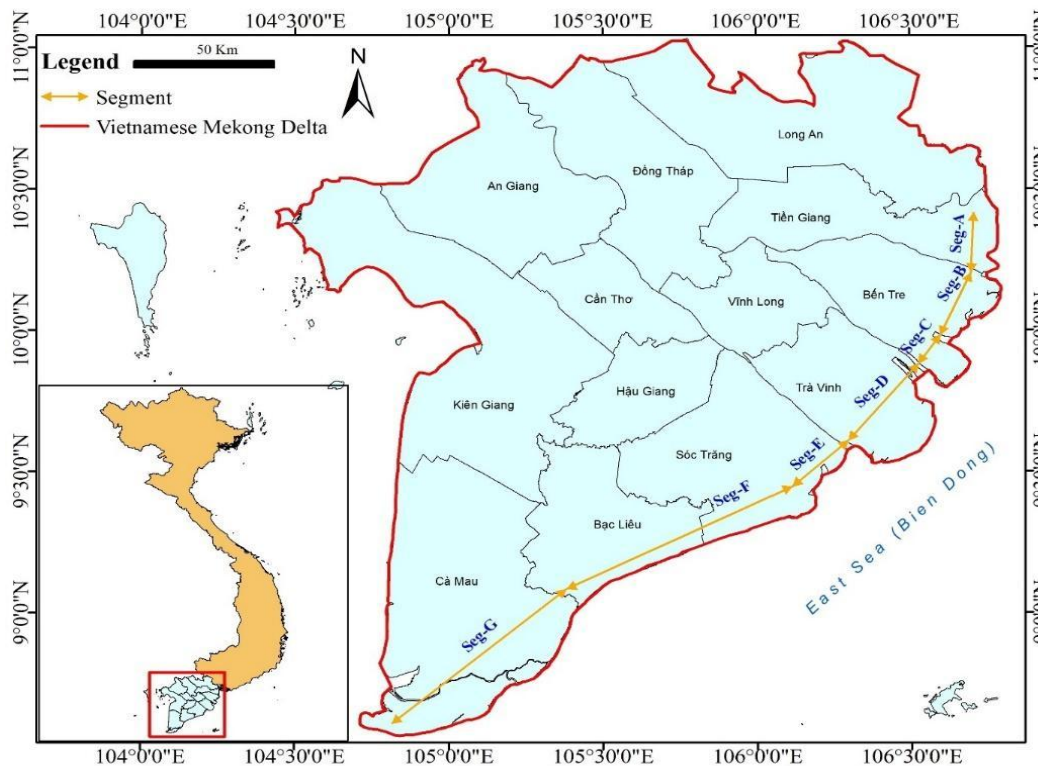 104°0'0"E 104°30'0"E 105°0'0"E 105°30'0"E 106°0'0"E 106°30'0"E
Legend
50 Km
N
Segment
Vietnamese Mekong Delta
11°0'0"N
10°30'0"N
10°0'0"N
9°30'0"N
9°0'0"N
Long An
An Giang
Đồng Tháp
Tiền Giang
Seg-A
Seg-B
Bến Tre
Cần Thơ
Vĩnh Long
Seg-C
Trà Vinh
Seg-D
Kiên Giang
Hậu Giang
Sóc Trăng
Seg-E
Seg-F
Bạc Liêu
Cà Mau
Seg-G
East Sea (Bien Dong)
104°0'0"E 104°30'0"E 105°0'0"E 105°30'0"E 106°0'0"E 106°30'0"E